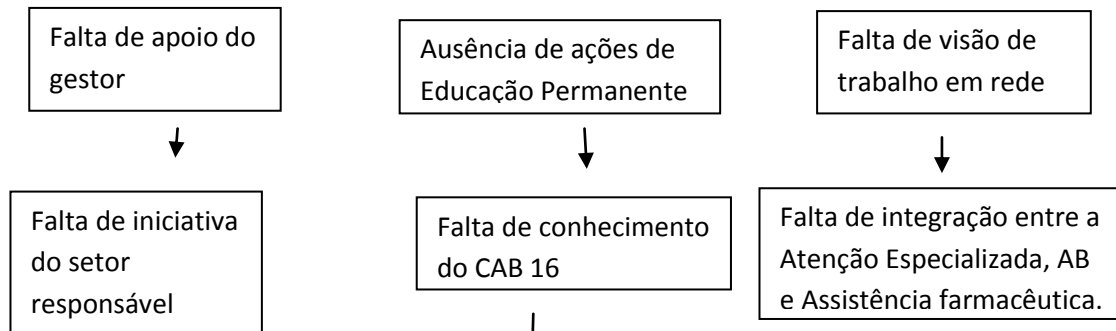 Falta de apoio do
gestor
Ausência de ações de
Educação Permanente
Falta de visão de
trabalho em rede
Falta de iniciativa
do setor
responsável
Falta de conhecimento
do CAB 16
Falta de integração entre a
Atenção Especializada, AB
e Assistência farmacêutica.